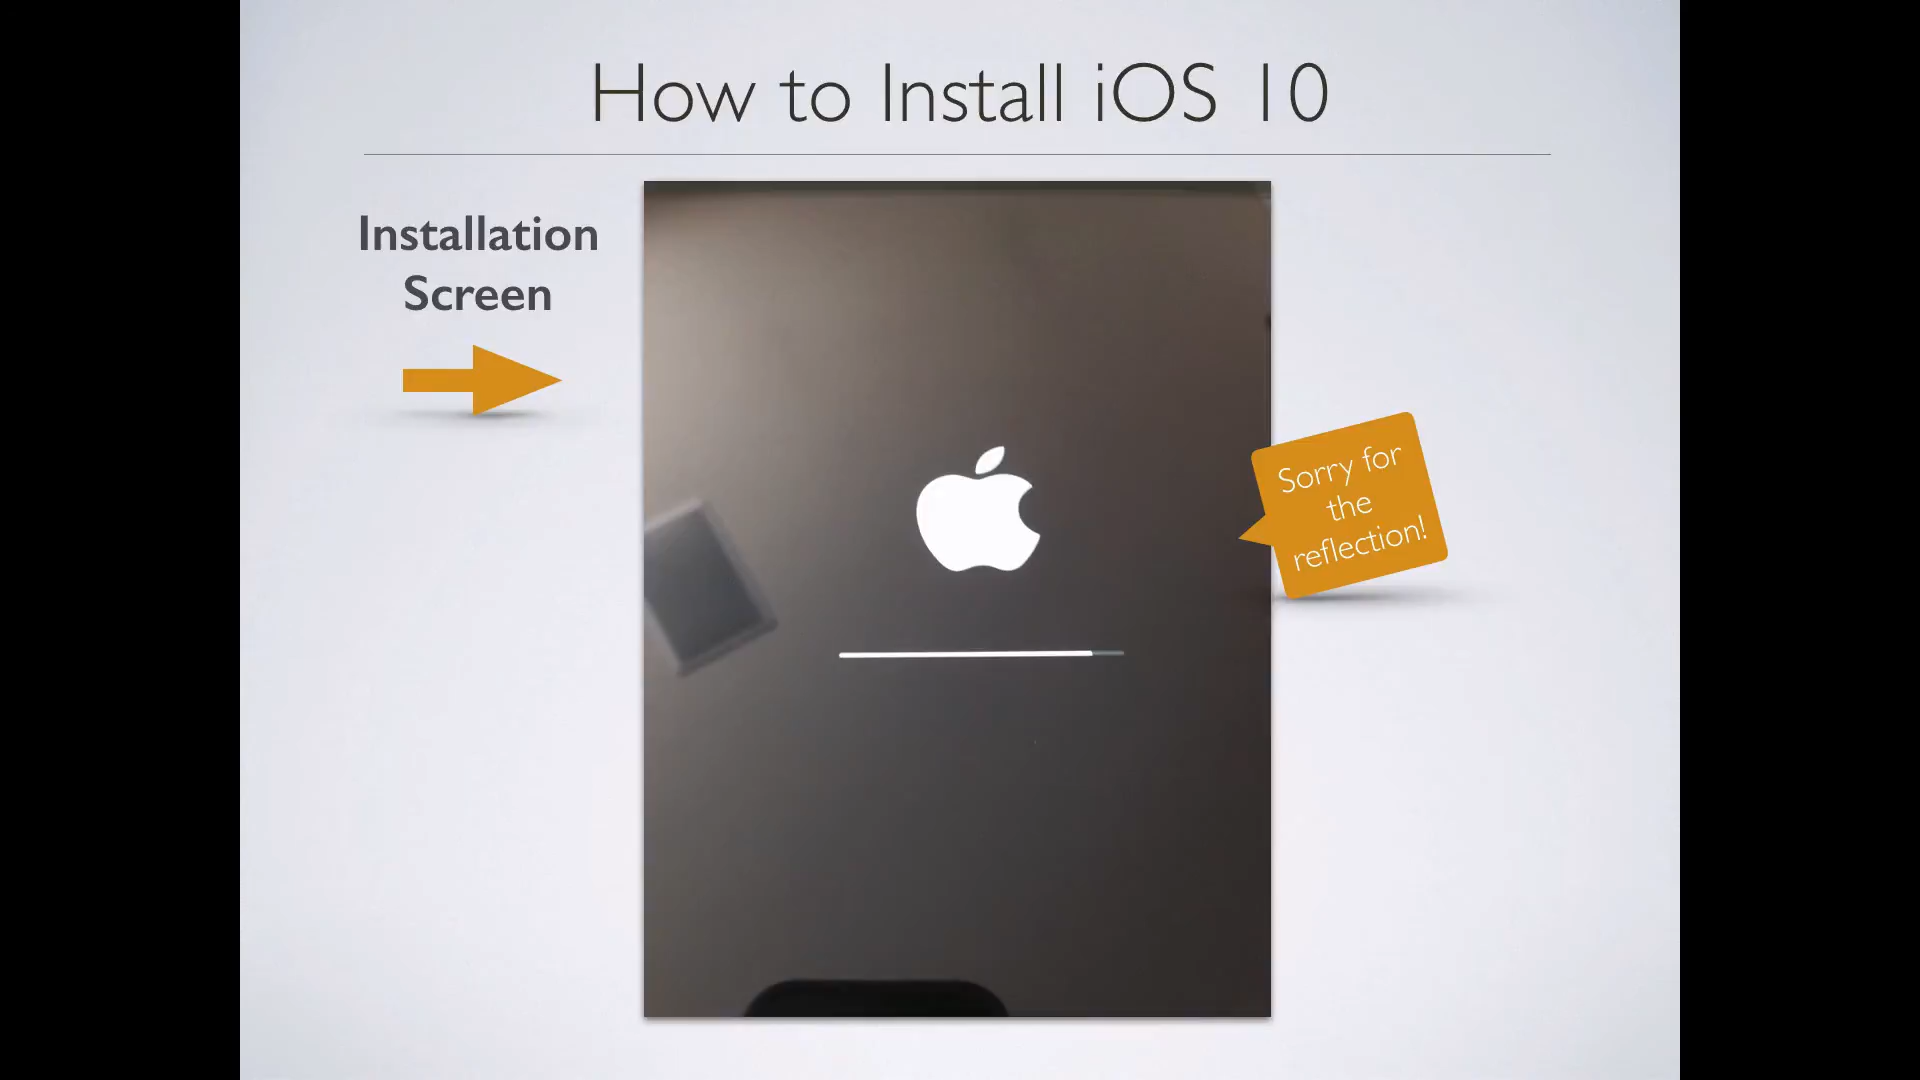 How to Install iOS 10
Installation
Screen
Sorry for
the
reflection!